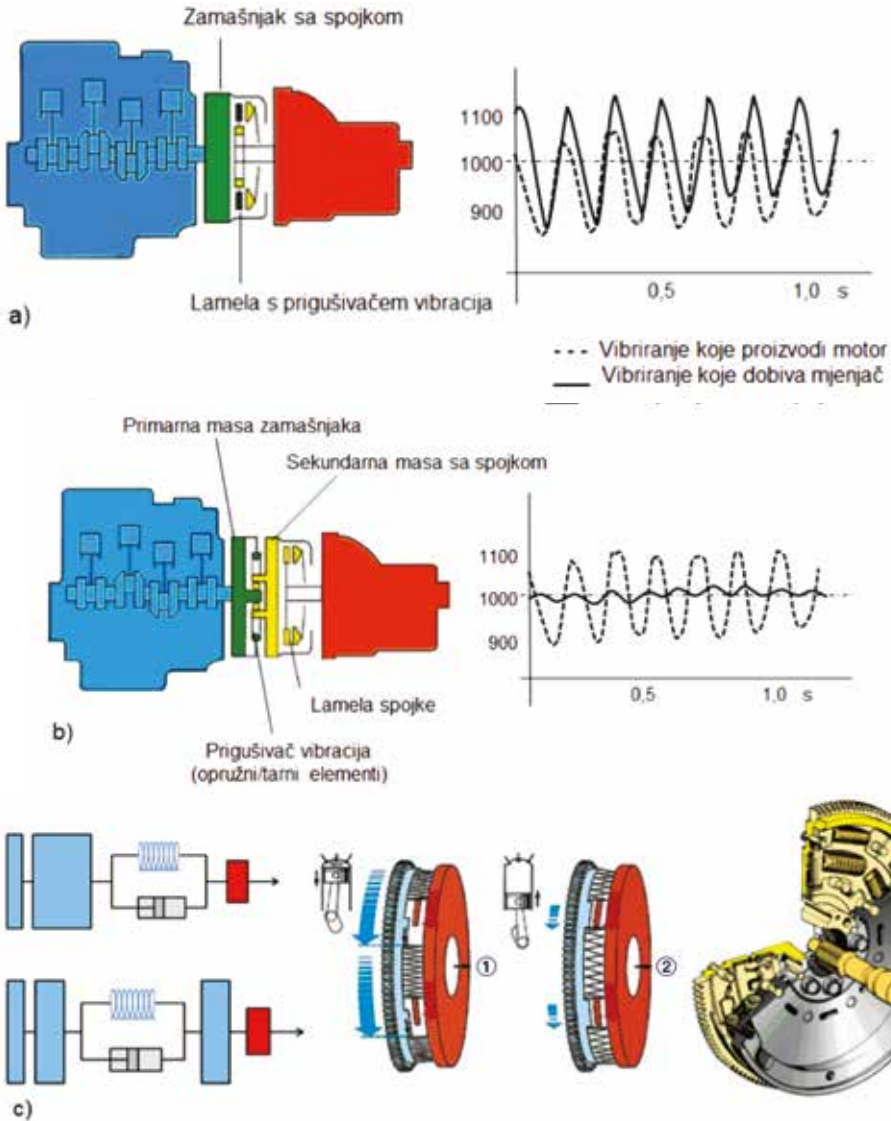 Zamašnjak sa spojkom
1100
1000
900
0,5
1,0 s
Lamela s prigušivačem vibracija
a)
Vibriranje koje proizvodi motor
Vibriranje koje dobiva mjenjač
Primarna masa zamašnjaka
Sekundarna masa sa spojkom
1100
1000
900
0,5
1,0 s
Lamela spojke
b)
Prigušivač vibracija
(opružni/tarni elementi)
1
2
c)